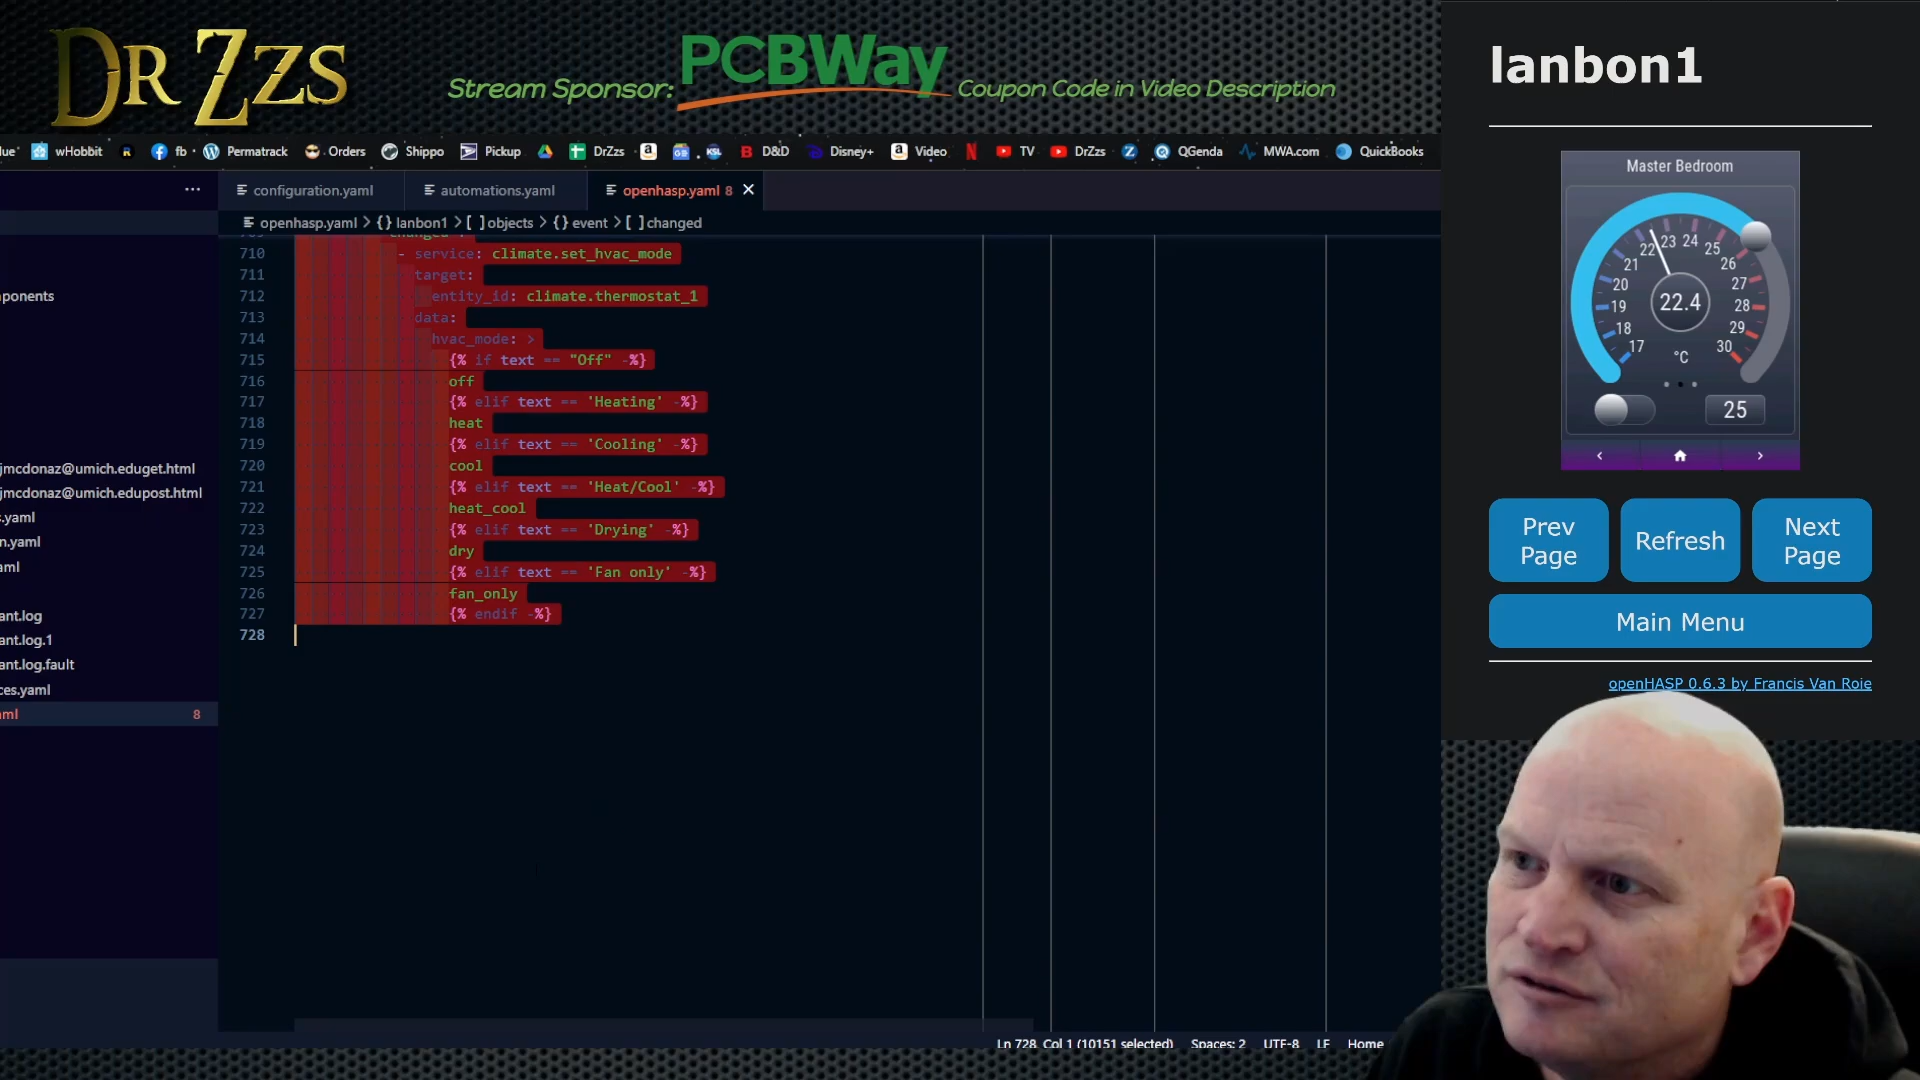 DR ZZS
Stream Sponsor: PCBWay Coupon Code in Video Description
wHobbit fb Permatrack Orders Shippo Pickup DrZzs D&D Disney+ Video TV DrZzs QGenda MWA.com QuickBooks
configuration.yaml automations.yaml openhasp.yaml 8
openhasp.yaml > {} lanbon1 > [ ] objects > {} event > [ ] changed
710 - service: climate.set_hvac_mode
711 target:
712 entity_id: climate.thermostat_1
713 data:
714 hvac_mode: >
715 {% if text == "Off" -%}
716 off
717 {% elif text == 'Heating' -%}
718 heat
719 {% elif text == 'Cooling' -%}
720 cool
721 {% elif text == 'Heat/Cool' -%}
722 heat_cool
723 {% elif text == 'Drying' -%}
724 dry
725 {% elif text == 'Fan only' -%}
726 fan_only
727 {% endif -%}
728
ponents
jmcdonaz@umich.eduget.html
jmcdonaz@umich.edupost.html
s.yaml
n.yaml
aml
ant.log
ant.log.1
ant.log.fault
ces.yaml
aml 8
Ln 728, Col 1 (10151 selected) Spaces: 2 UTF-8 LF Home
lanbon1
Master Bedroom
17 18 19 20 21 22 23 24 25 26 27 28 29 30
22.4
°C
25
Prev Page
Refresh
Next Page
Main Menu
openHASP 0.6.3 by Francis Van Roie